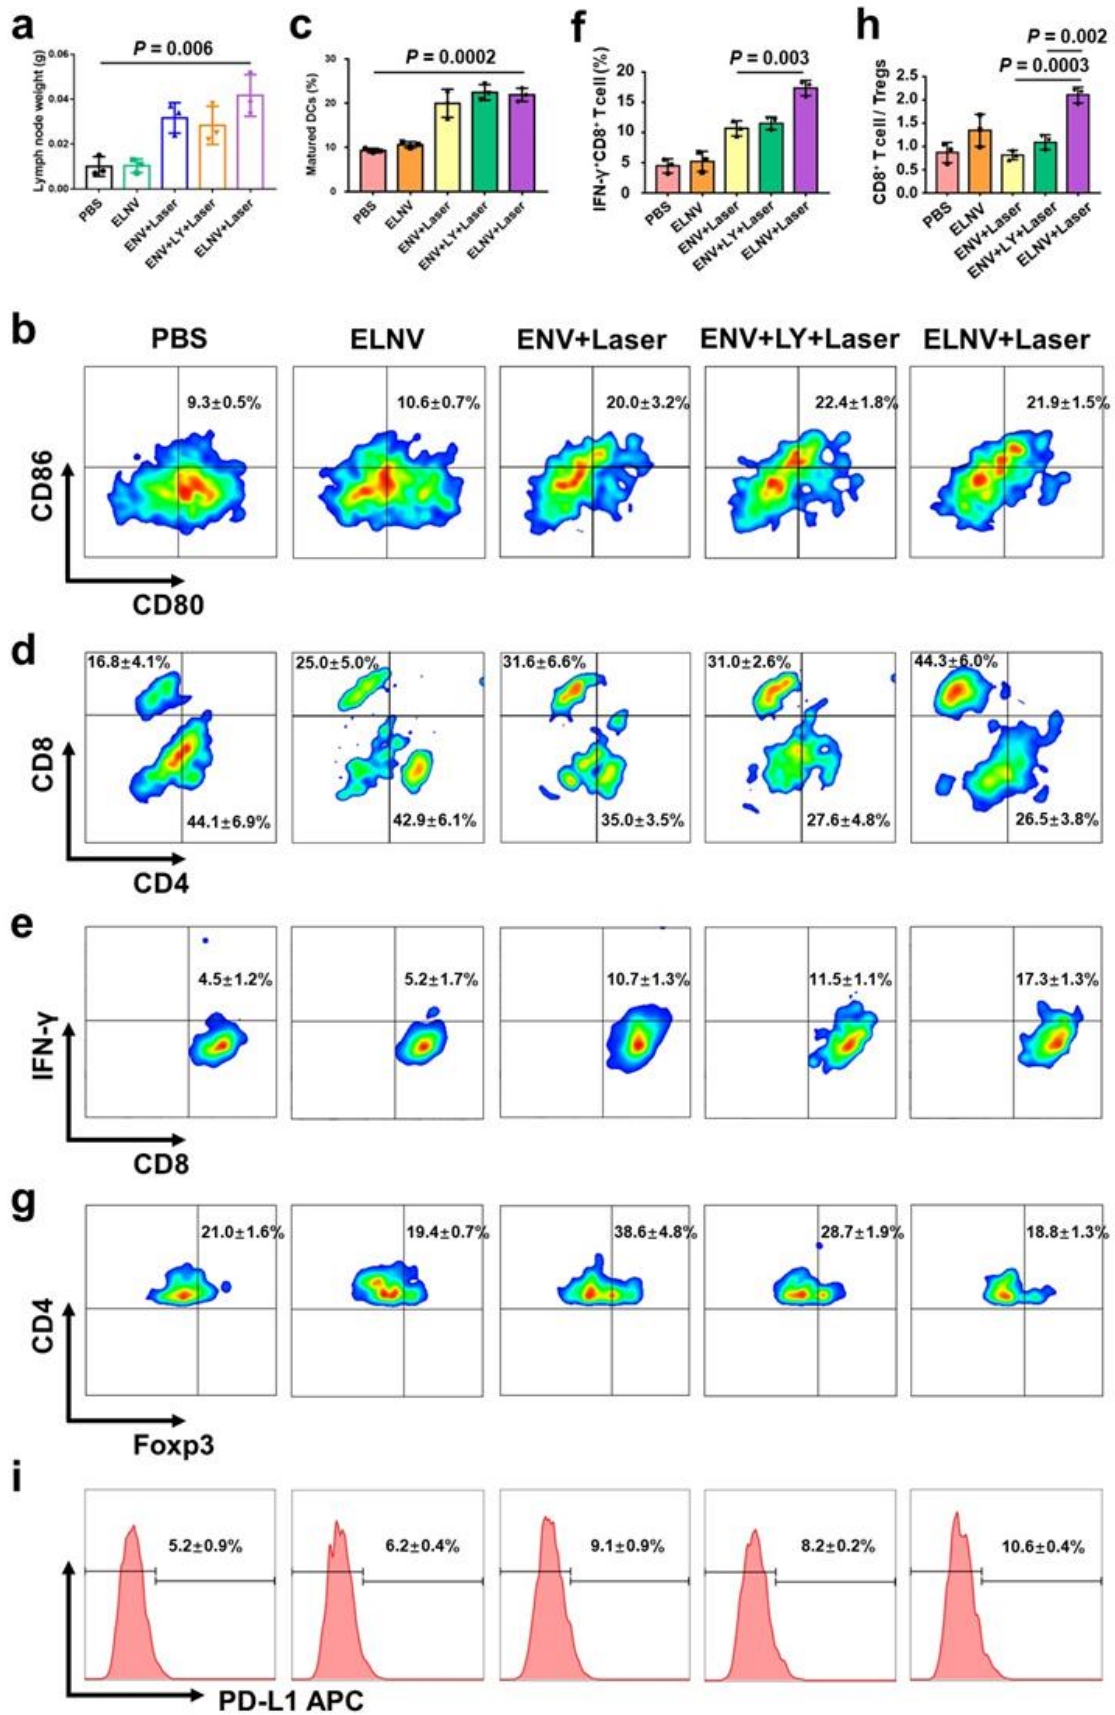 a
P = 0.006
Lymph node weight (g)
0.06
0.04
0.02
0.00
PBS
ELNV
ENV+Laser
ENV+LY+Laser
ELNV+Laser
c
P = 0.0002
Matured DCs (%)
30
20
10
0
PBS
ELNV
ENV+Laser
ENV+LY+Laser
ELNV+Laser
f
P = 0.003
IFN-γ⁺CD8⁺ T cell (%)
20
15
10
5
0
PBS
ELNV
ENV+Laser
ENV+LY+Laser
ELNV+Laser
h
P = 0.002
P = 0.0003
CD8⁺ T cell / Tregs
2.5
2.0
1.5
1.0
0.5
0.0
PBS
ELNV
ENV+Laser
ENV+LY+Laser
ELNV+Laser
b
PBS ELNV ENV+Laser ENV+LY+Laser ELNV+Laser
9.3±0.5% 10.6±0.7% 20.0±3.2% 22.4±1.8% 21.9±1.5%
CD86
CD80
d
16.8±4.1% 25.0±5.0% 31.6±6.6% 31.0±2.6% 44.3±6.0%
CD8
44.1±6.9% 42.9±6.1% 35.0±3.5% 27.6±4.8% 26.5±3.8%
CD4
e
4.5±1.2% 5.2±1.7% 10.7±1.3% 11.5±1.1% 17.3±1.3%
IFN-γ
CD8
g
21.0±1.6% 19.4±0.7% 38.6±4.8% 28.7±1.9% 18.8±1.3%
CD4
Foxp3
i
5.2±0.9% 6.2±0.4% 9.1±0.9% 8.2±0.2% 10.6±0.4%
PD-L1 APC